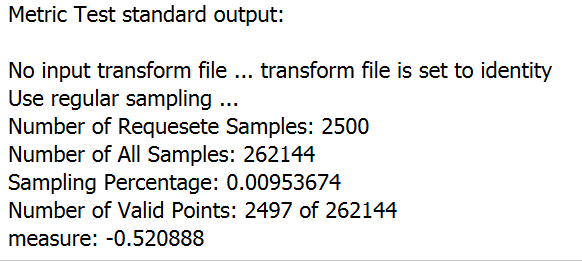 Metric Test standard output:
No input transform file ... transform file is set to identity
Use regular sampling ...
Number of Requesete Samples: 2500
Number of All Samples: 262144
Sampling Percentage: 0.00953674
Number of Valid Points: 2497 of 262144
measure: -0.520888